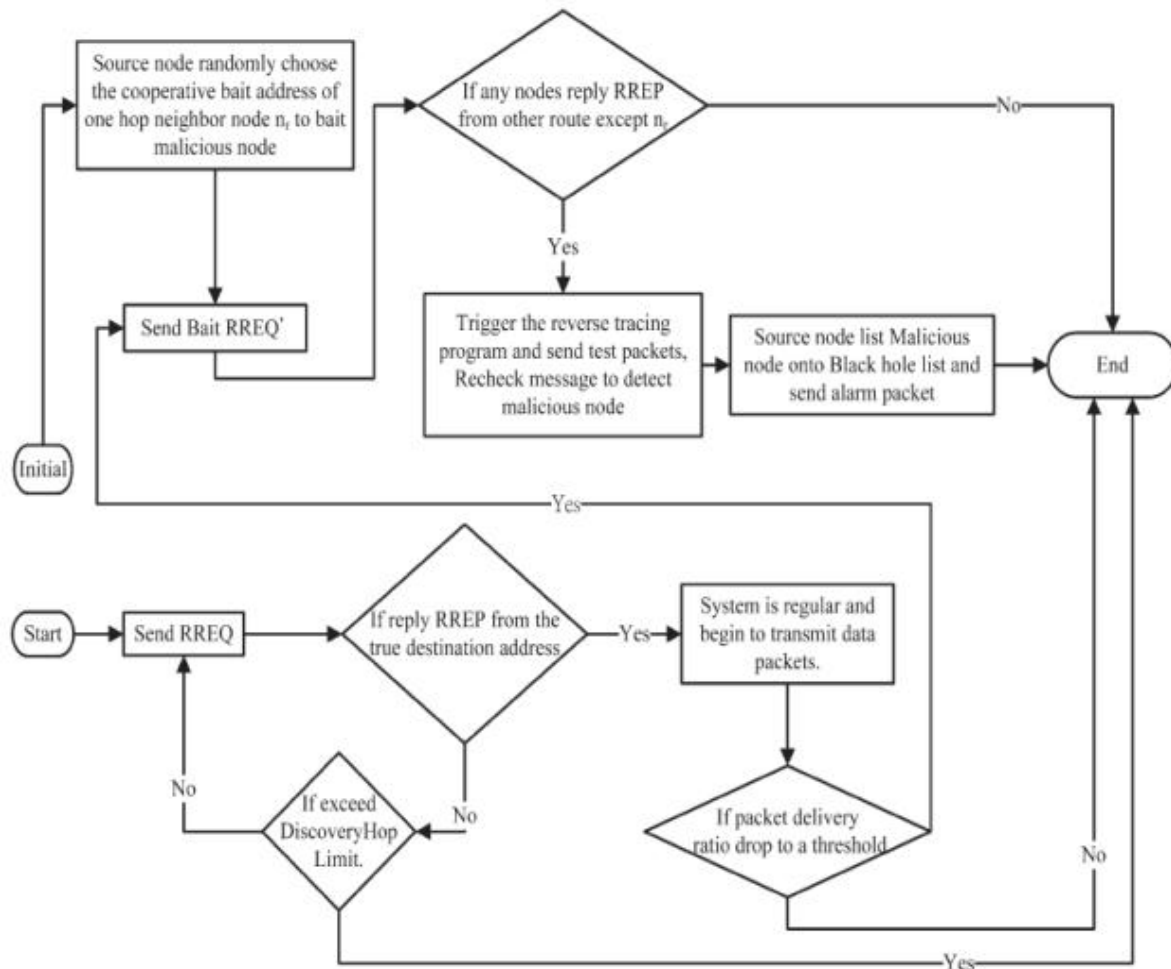 Source node randomly choose
the cooperative bait address of
one hop neighbor node nr to bait
malicious node
If any nodes reply RREP
from other route except nr
No
Yes
Send Bait RREQ'
Trigger the reverse tracing
program and send test packets,
Recheck message to detect
malicious node
Source node list Malicious
node onto Black hole list and
send alarm packet
End
Initial
Yes
Start
Send RREQ
If reply RREP from the
true destination address
Yes
System is regular and
begin to transmit data
packets.
No
No
If exceed
DiscoveryHop
Limit.
If packet delivery
ratio drop to a threshold
No
Yes